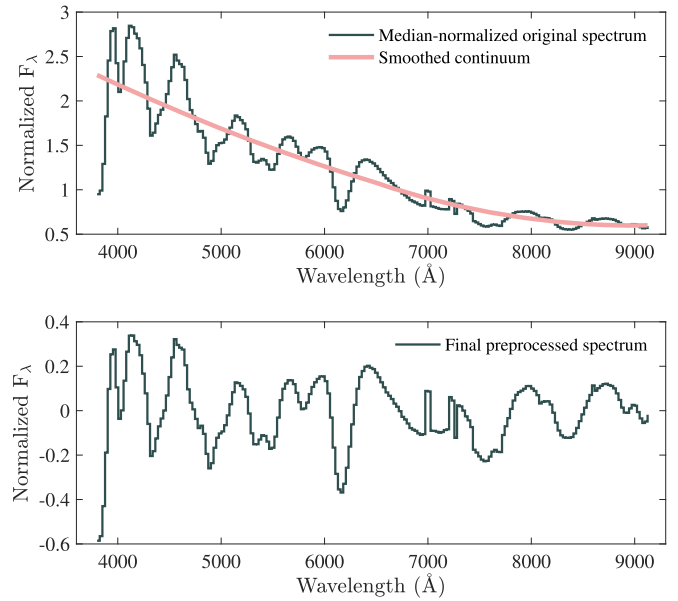 3
2.5
2
1.5
1
0.5
Normalized F_λ
Median-normalized original spectrum
Smoothed continuum
4000 5000 6000 7000 8000 9000
Wavelength (Å)
0.4
0.2
0
-0.2
-0.4
-0.6
Normalized F_λ
Final preprocessed spectrum
4000 5000 6000 7000 8000 9000
Wavelength (Å)